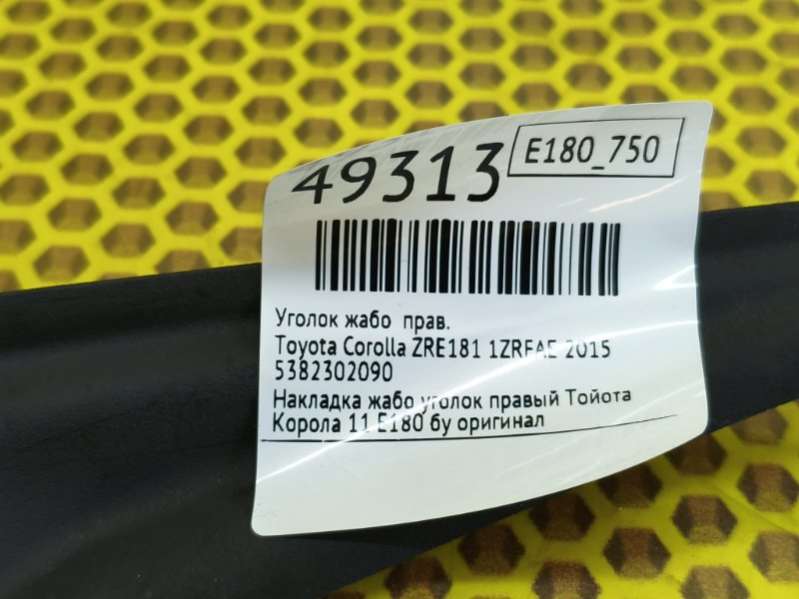 49313 E180_750
Уголок жабо прав.
Toyota Corolla ZRE181 1ZRFAE 2015
5382302090
Накладка жабо уголок правый Тойота
Корола 11 E180 бу оригинал